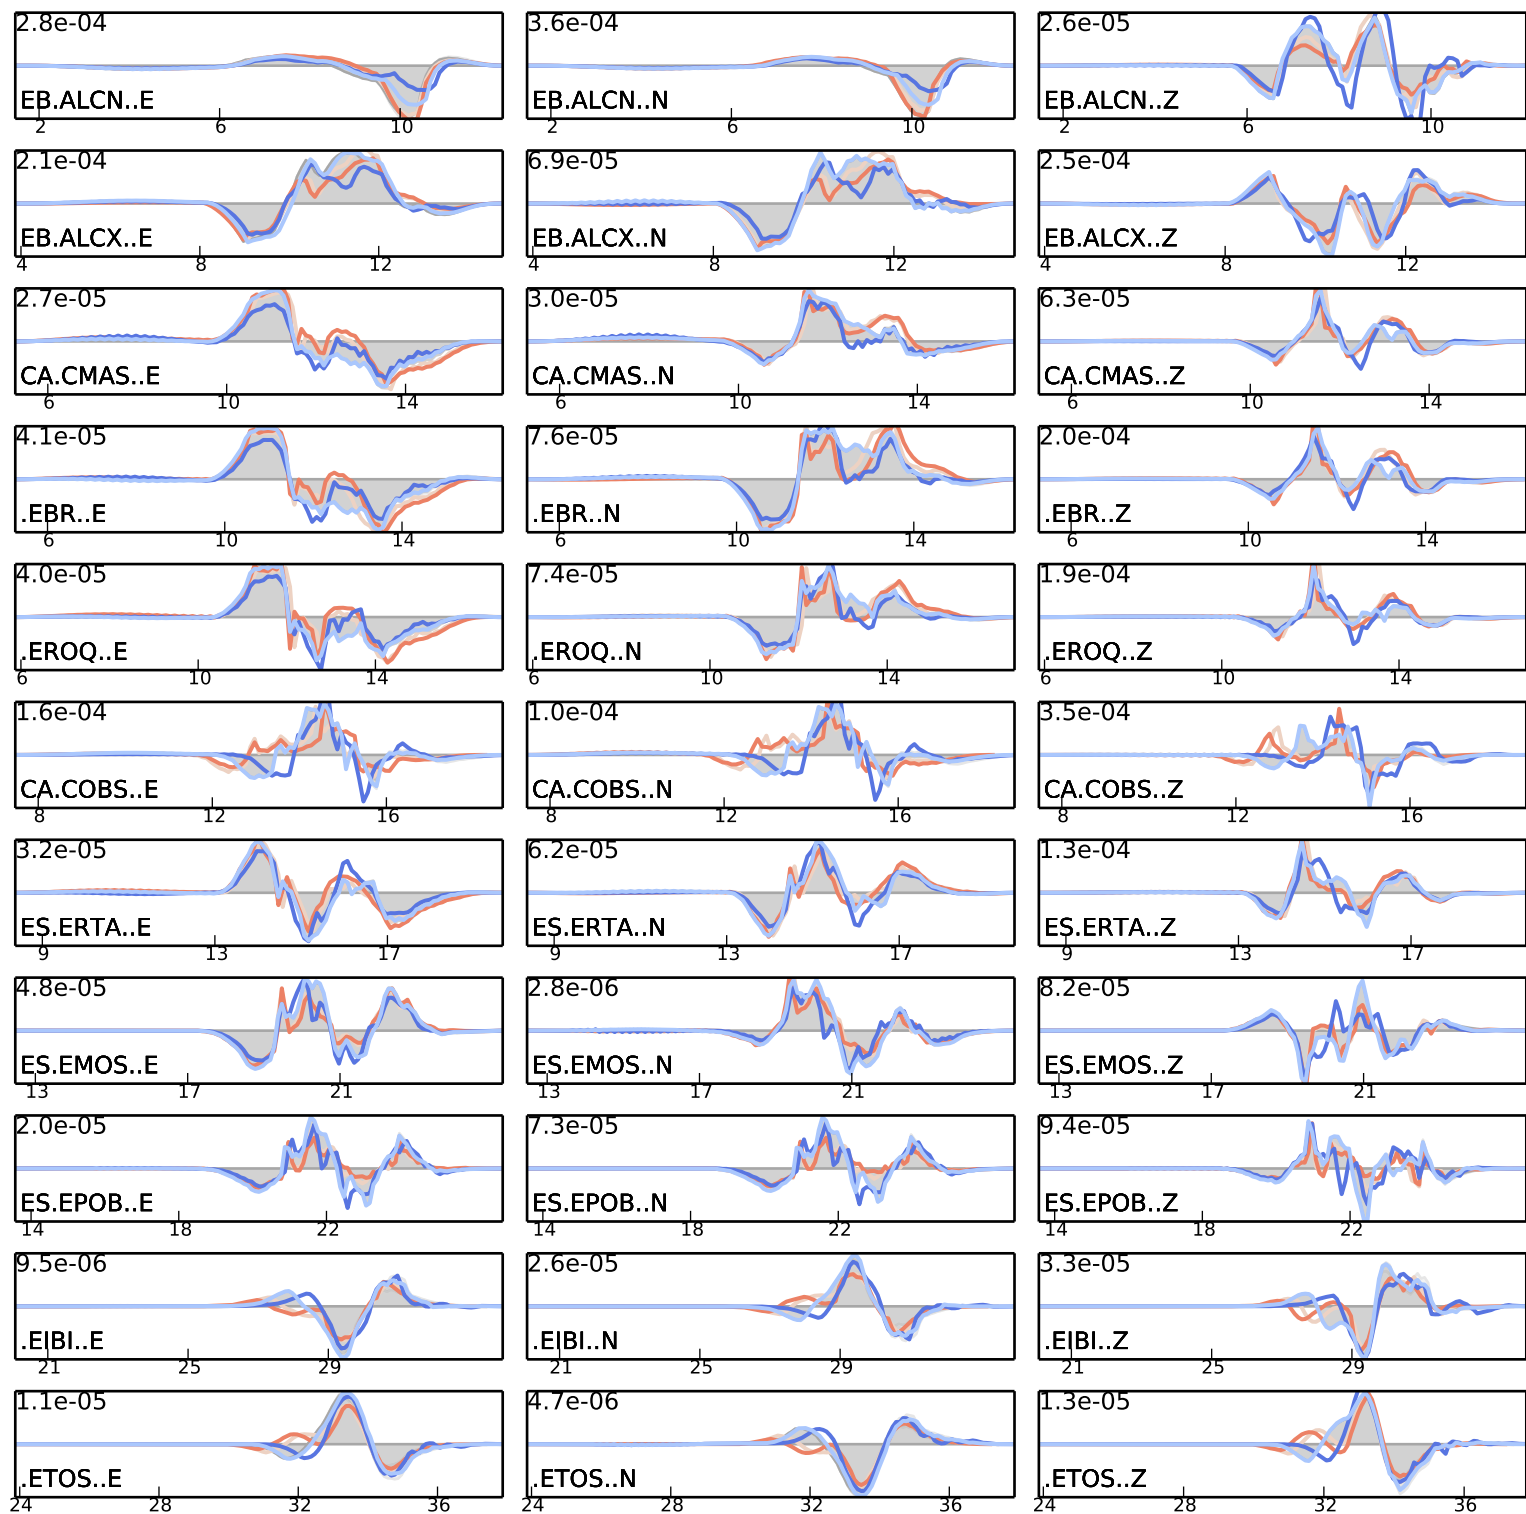 2.8e-04 3.6e-04 2.6e-05
EB.ALCN..E EB.ALCN..N EB.ALCN..Z
2 6 10 2 6 10 2 6 10
2.1e-04 6.9e-05 2.5e-04
EB.ALCX..E EB.ALCX..N EB.ALCX..Z
4 8 12 4 8 12 4 8 12
2.7e-05 3.0e-05 6.3e-05
CA.CMAS..E CA.CMAS..N CA.CMAS..Z
6 10 14 6 10 14 6 10 14
4.1e-05 7.6e-05 2.0e-04
.EBR..E .EBR..N .EBR..Z
6 10 14 6 10 14 6 10 14
4.0e-05 7.4e-05 1.9e-04
.EROQ..E .EROQ..N .EROQ..Z
6 10 14 6 10 14 6 10 14
1.6e-04 1.0e-04 3.5e-04
CA.COBS..E CA.COBS..N CA.COBS..Z
8 12 16 8 12 16 8 12 16
3.2e-05 6.2e-05 1.3e-04
ES.ERTA..E ES.ERTA..N ES.ERTA..Z
9 13 17 9 13 17 9 13 17
4.8e-05 2.8e-06 8.2e-05
ES.EMOS..E ES.EMOS..N ES.EMOS..Z
13 17 21 13 17 21 13 17 21
2.0e-05 7.3e-05 9.4e-05
ES.EPOB..E ES.EPOB..N ES.EPOB..Z
14 18 22 14 18 22 14 18 22
9.5e-06 2.6e-05 3.3e-05
.EIBI..E .EIBI..N .EIBI..Z
21 25 29 21 25 29 21 25 29
1.1e-05 4.7e-06 1.3e-05
.ETOS..E .ETOS..N .ETOS..Z
24 28 32 36 24 28 32 36 24 28 32 36